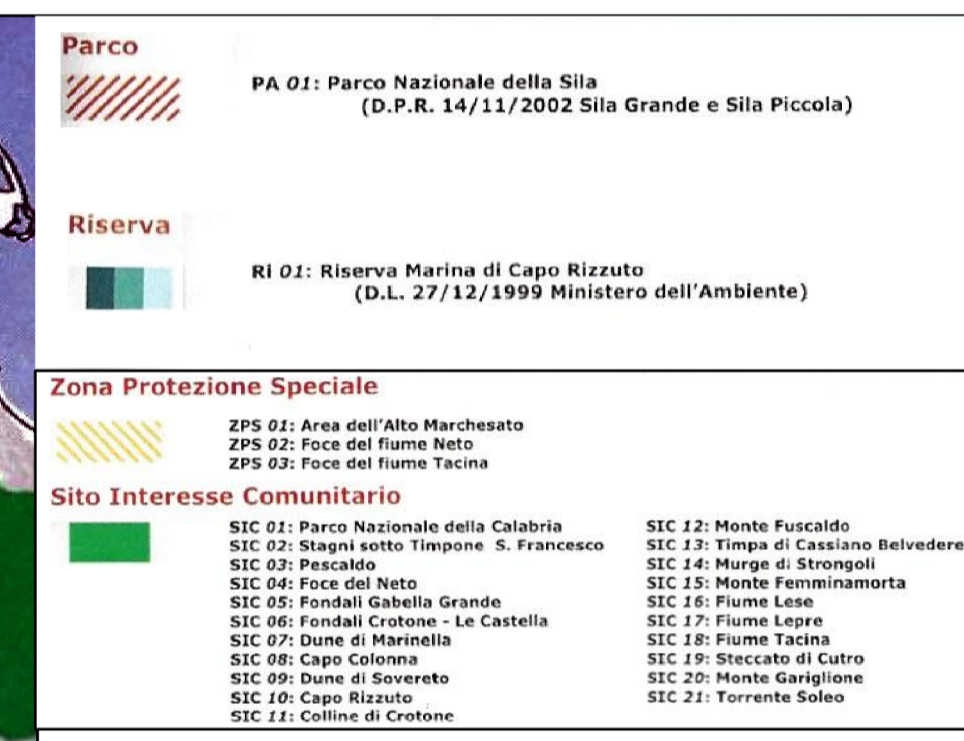 Parco
PA 01: Parco Nazionale della Sila
(D.P.R. 14/11/2002 Sila Grande e Sila Piccola)
Riserva
Ri 01: Riserva Marina di Capo Rizzuto
(D.L. 27/12/1999 Ministero dell'Ambiente)
Zona Protezione Speciale
ZPS 01: Area dell'Alto Marchesato
ZPS 02: Foce del fiume Neto
ZPS 03: Foce del fiume Tacina
Sito Interesse Comunitario
SIC 01: Parco Nazionale della Calabria
SIC 02: Stagni sotto Timpone S. Francesco
SIC 03: Pescaldo
SIC 04: Foce del Neto
SIC 05: Fondali Gabella Grande
SIC 06: Fondali Crotone - Le Castella
SIC 07: Dune di Marinella
SIC 08: Capo Colonna
SIC 09: Dune di Sovereto
SIC 10: Capo Rizzuto
SIC 11: Colline di Crotone
SIC 12: Monte Fuscaldo
SIC 13: Timpa di Cassiano Belvedere
SIC 14: Murge di Strongoli
SIC 15: Monte Femminamorta
SIC 16: Fiume Lese
SIC 17: Fiume Lepre
SIC 18: Fiume Tacina
SIC 19: Steccato di Cutro
SIC 20: Monte Gariglione
SIC 21: Torrente Soleo